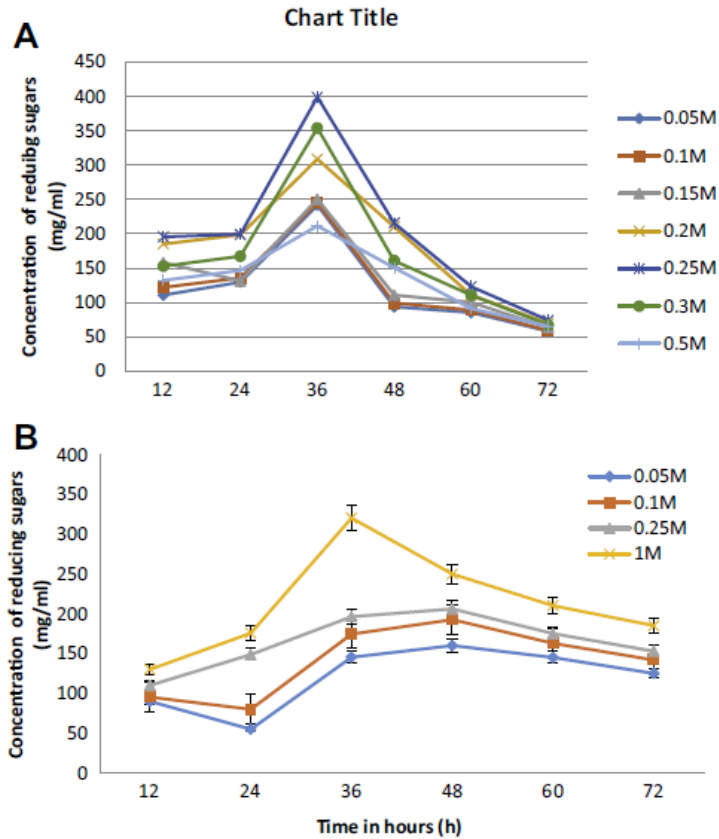 Chart Title
A
Concentration of reduibg sugars
(mg/ml)
450
400
350
300
250
200
150
100
50
0
12 24 36 48 60 72
0.05M
0.1M
0.15M
0.2M
0.25M
0.3M
0.5M
B
Concentration of reducing sugars
(mg/ml)
400
350
300
250
200
150
100
50
0
12 24 36 48 60 72
Time in hours (h)
0.05M
0.1M
0.25M
1M